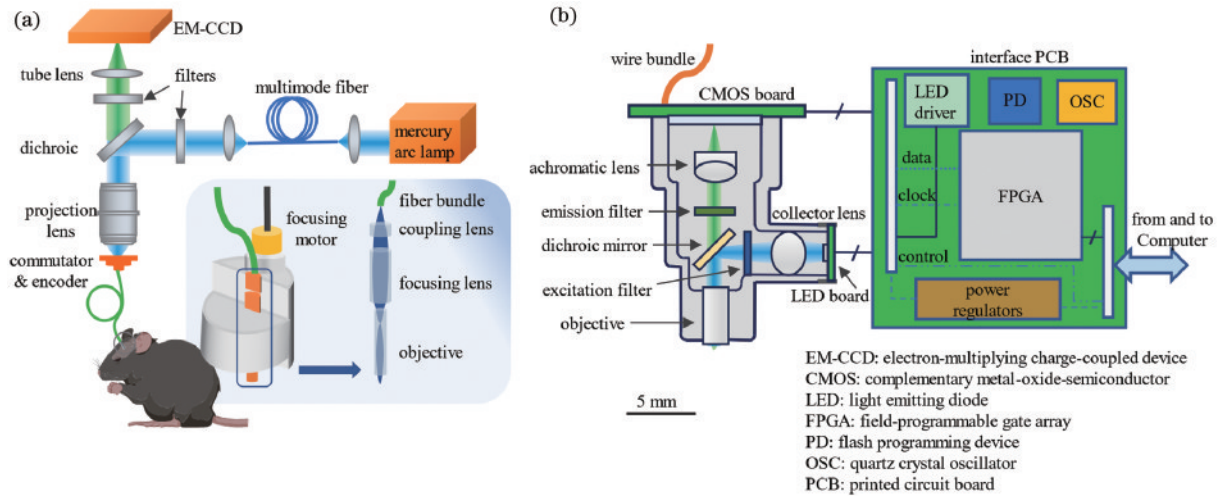 (a)
EM-CCD
tube lens
filters
multimode fiber
dichroic
mercury
arc lamp
projection
lens
commutator
& encoder
focusing
motor
fiber bundle
coupling lens
focusing lens
objective
(b)
wire bundle
CMOS board
achromatic lens
emission filter
collector lens
dichroic mirror
excitation filter
LED board
objective
5 mm
interface PCB
LED
driver
PD
OSC
data
FPGA
clock
control
power
regulators
from and to
Computer
EM-CCD: electron-multiplying charge-coupled device
CMOS: complementary metal-oxide-semiconductor
LED: light emitting diode
FPGA: field-programmable gate array
PD: flash programming device
OSC: quartz crystal oscillator
PCB: printed circuit board